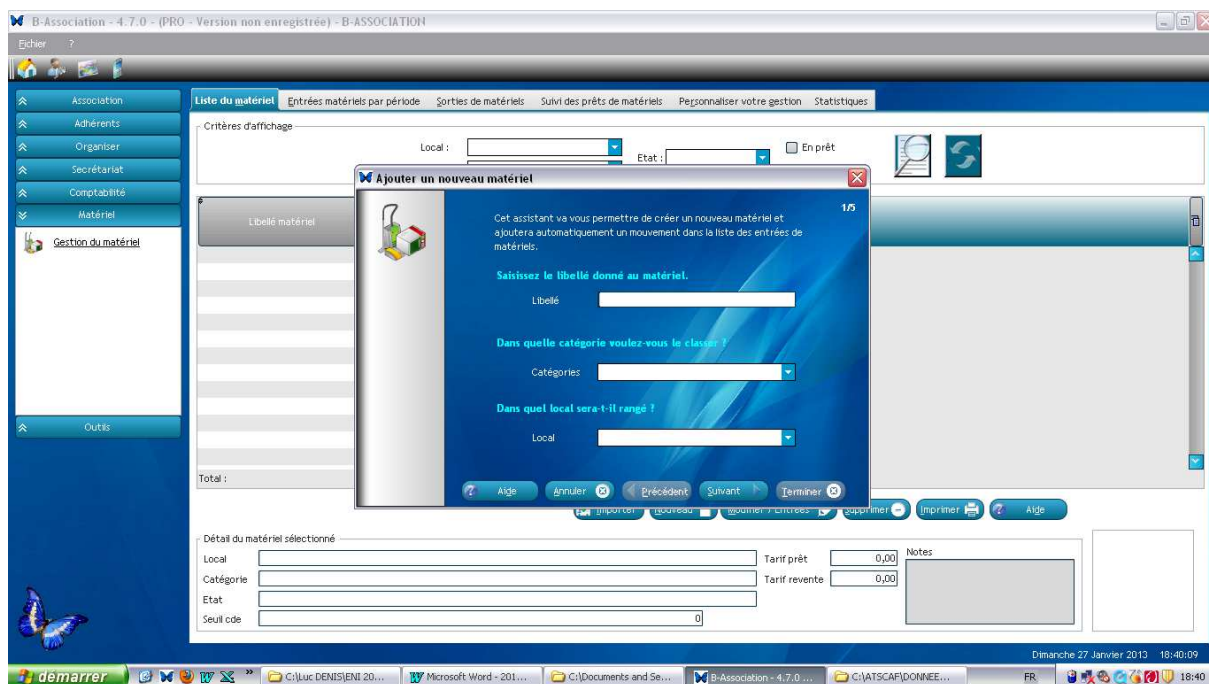 B-Association - 4.7.0 - (PRO - Version non enregistrée) - B-ASSOCIATION
Fichier ?
Association
Adhérents
Organiser
Secrétariat
Comptabilité
Matériel
Gestion du matériel
Outils
Liste du matériel Entrées matériels par période Sorties de matériels Suivi des prêts de matériels Personnaliser votre gestion Statistiques
Critères d'affichage
Local :
Etat :
En prêt
Libellé matériel
Total :
Ajouter un nouveau matériel
1/5
Cet assistant va vous permettre de créer un nouveau matériel et
ajoutera automatiquement un mouvement dans la liste des entrées de
matériels.
Saisissez le libellé donné au matériel.
Libellé
Dans quelle catégorie voulez-vous le classer ?
Catégories
Dans quel local sera-t-il rangé ?
Local
Aide Annuler Précédent Suivant Terminer
Importer Nouveau Modifier / Entrées Supprimer Imprimer Aide
Détail du matériel sélectionné
Local
Catégorie
Etat
Seuil cde 0
Tarif prêt 0,00
Tarif revente 0,00
Notes
Dimanche 27 Janvier 2013 18:40:09
démarrer
C:\Luc DENIS\ENI 20...
Microsoft Word - 201...
C:\Documents and Se...
B-Association - 4.7.0 ...
C:\ATSCAF\DONNEE...
FR
18:40